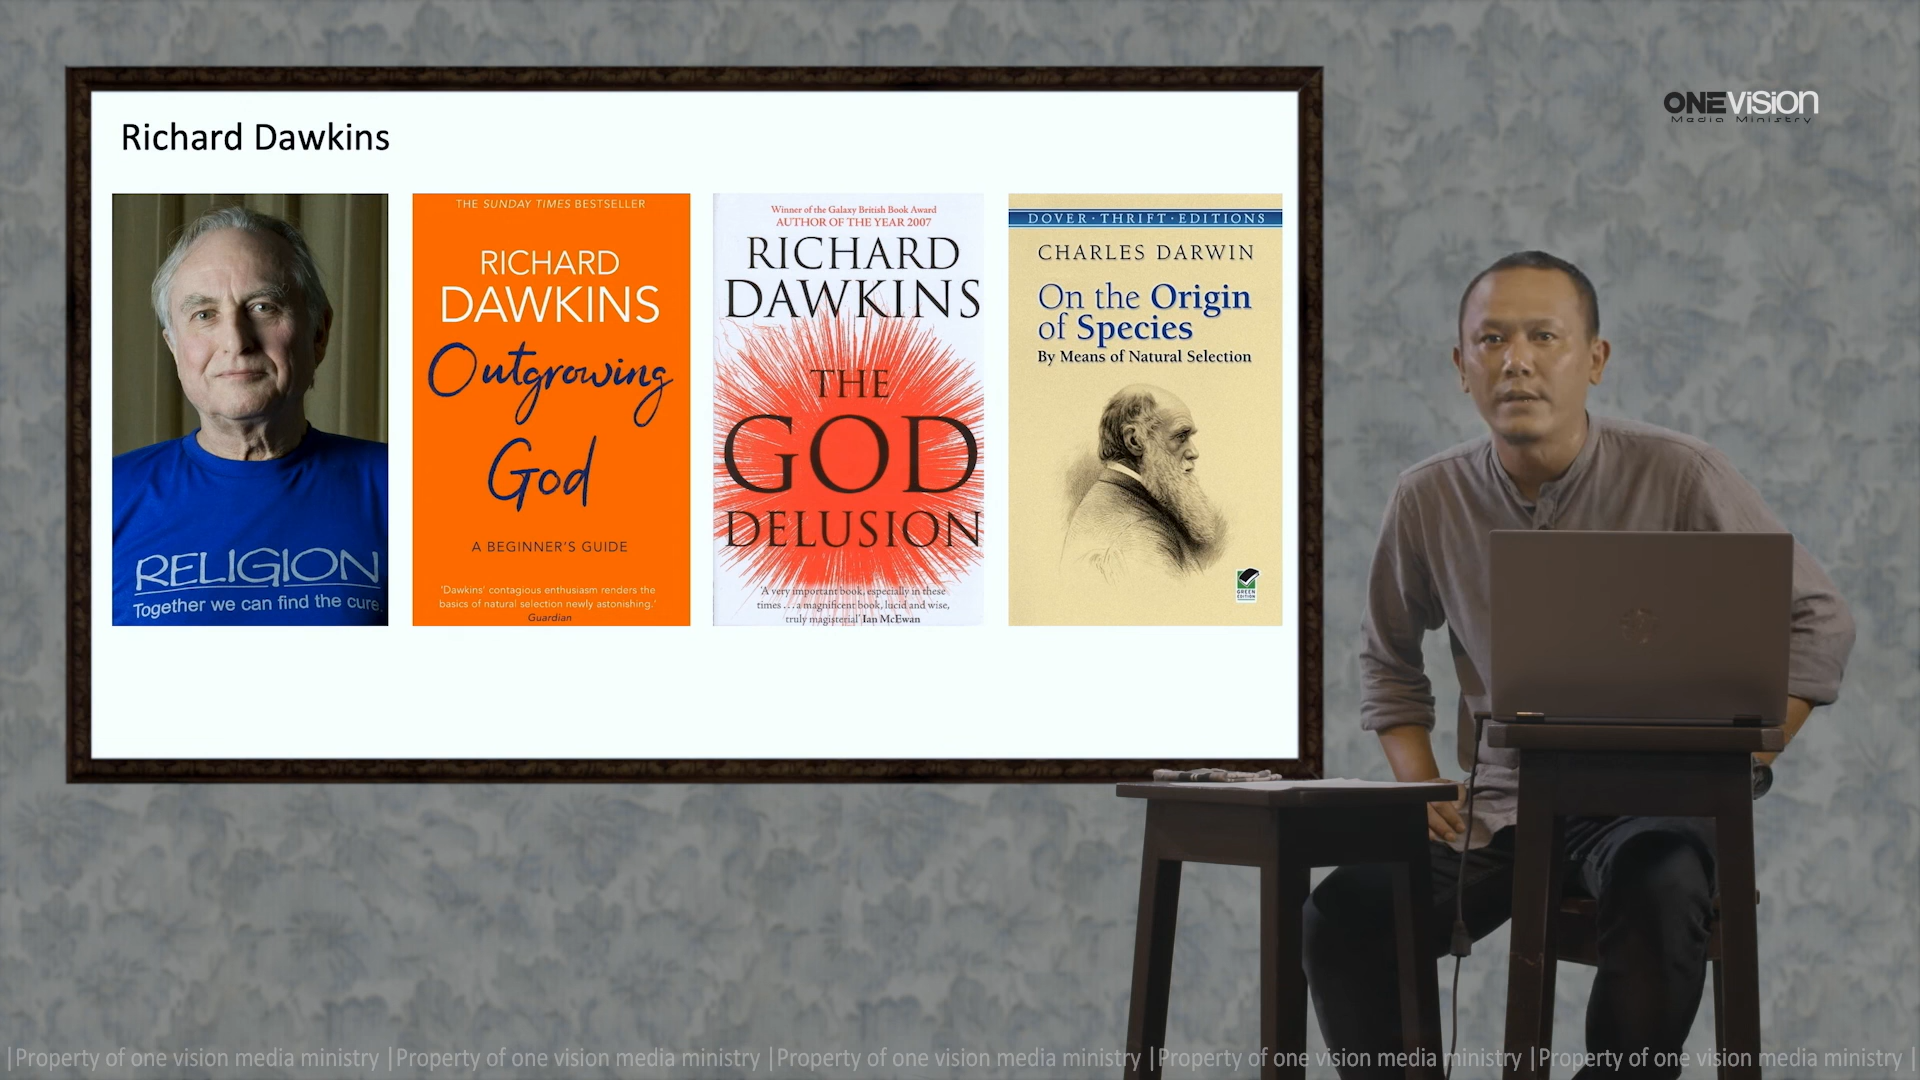 Richard Dawkins
RELIGION
Together we can find the cure.
THE SUNDAY TIMES BESTSELLER
RICHARD
DAWKINS
Outgrowing
God
A BEGINNER'S GUIDE
'Dawkins' contagious enthusiasm renders the
basics of natural selection newly astonishing.'
Guardian
Winner of the Galaxy British Book Award
AUTHOR OF THE YEAR 2007
RICHARD
DAWKINS
THE
GOD
DELUSION
'A very important book, especially in these
times . . . a magnificent book, lucid and wise,
truly magisterial' Ian McEwan
DOVER · THRIFT · EDITIONS
CHARLES DARWIN
On the Origin
of Species
By Means of Natural Selection
GREEN
EDITION
ONEVISION
Media Ministry
|Property of one vision media ministry |Property of one vision media ministry |Property of one vision media ministry |Property of one vision media ministry |Property of one vision media ministry |